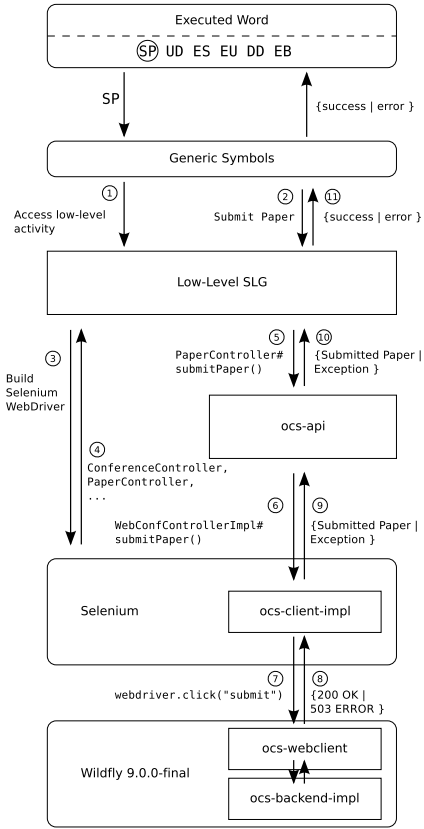 Executed Word
SP UD ES EU DD EB
SP
{success | error }
Generic Symbols
1
Access low-level
activity
2
Submit Paper
11
{success | error }
Low-Level SLG
3
Build
Selenium
WebDriver
4
ConferenceController,
PaperController,
...
5
PaperController#
submitPaper()
10
{Submitted Paper |
Exception }
ocs-api
6
WebConfControllerImpl#
submitPaper()
9
{Submitted Paper |
Exception }
Selenium
ocs-client-impl
7
webdriver.click("submit")
8
{200 OK |
503 ERROR }
ocs-webclient
Wildfly 9.0.0-final
ocs-backend-impl